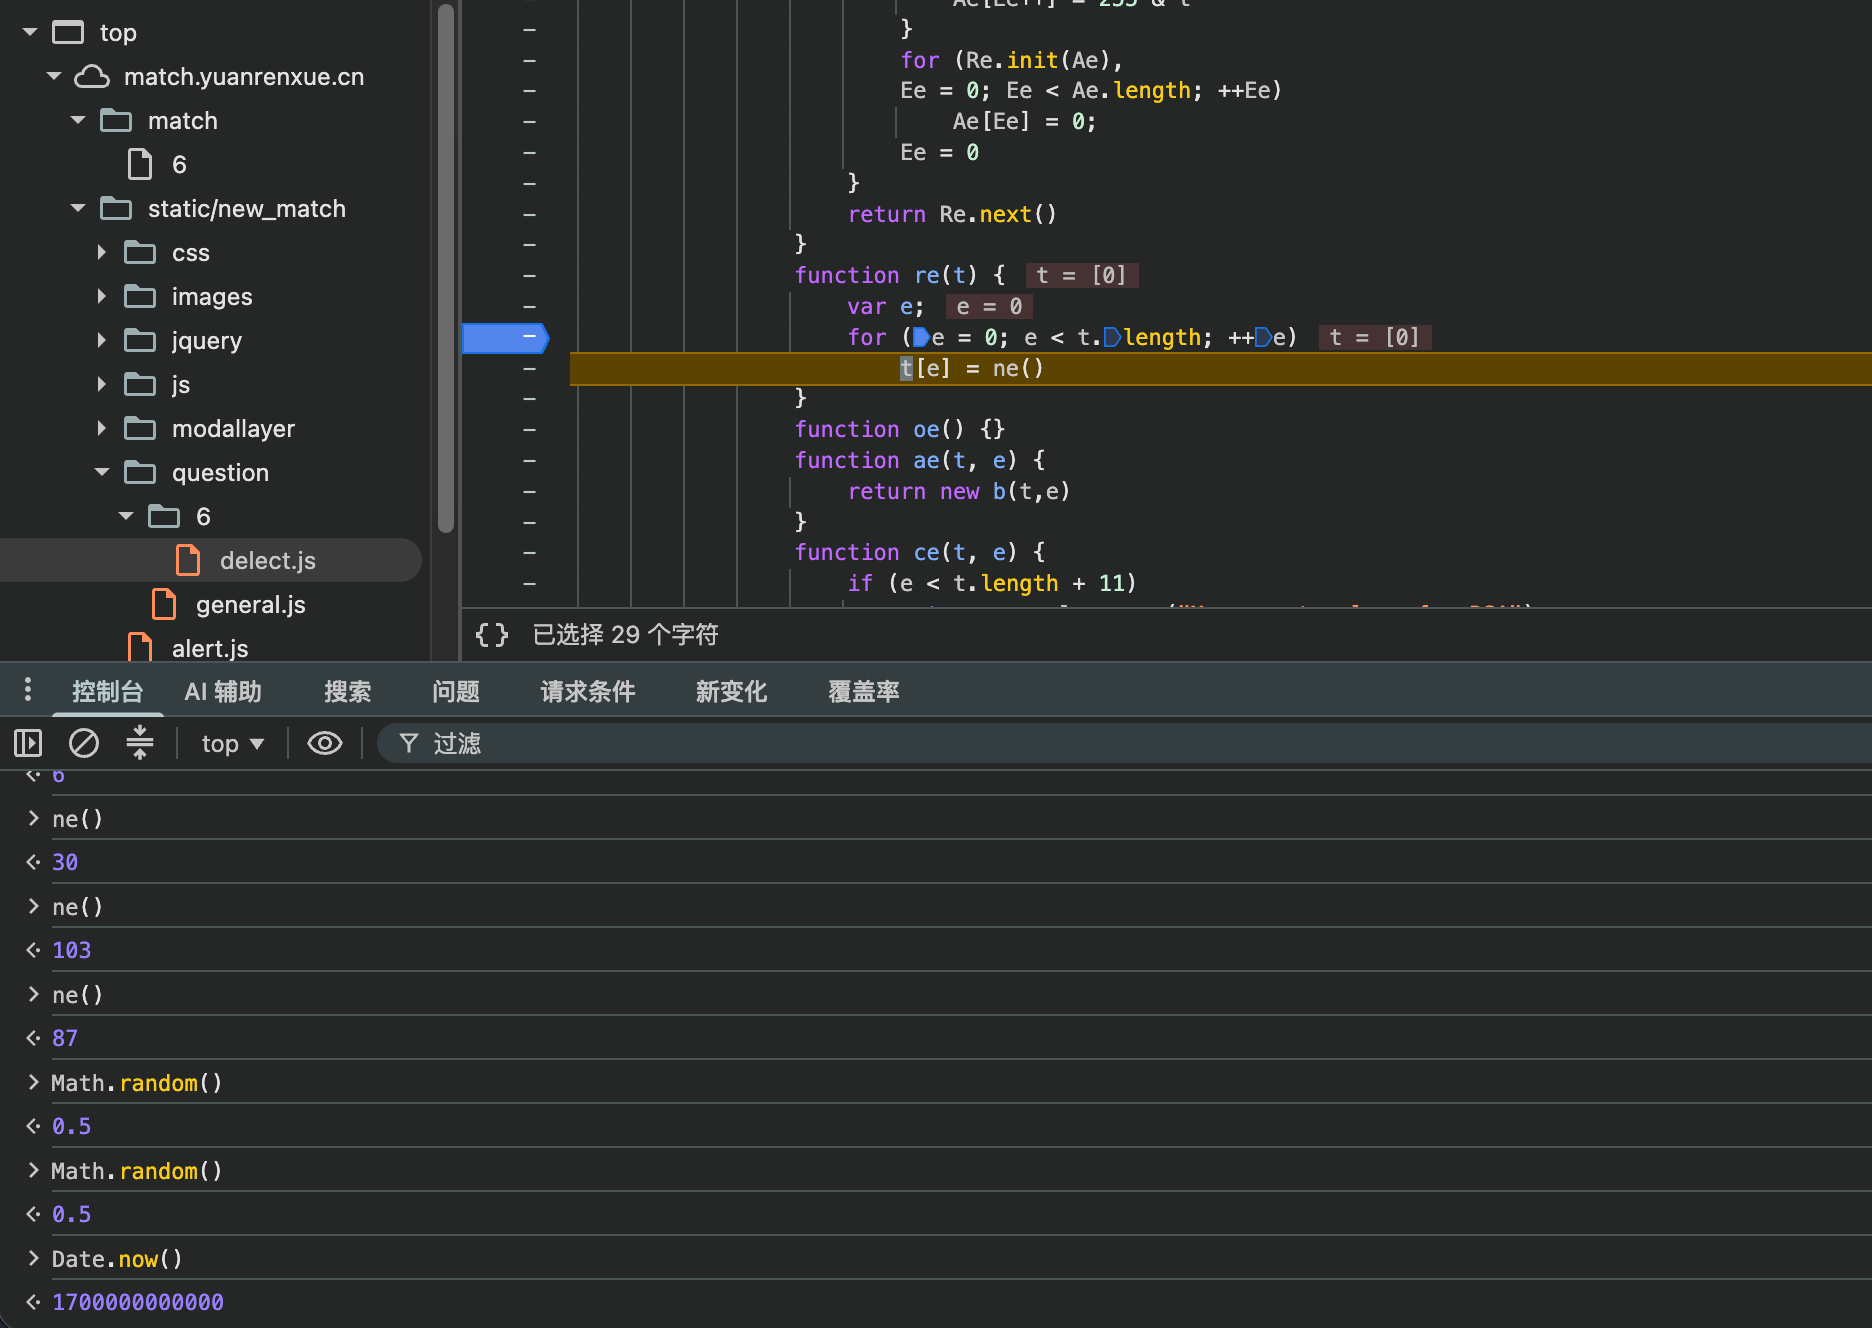 top
match.yuanrenxue.cn
match
6
static/new_match
css
images
jquery
js
modallayer
question
6
delect.js
general.js
alert.js
Ae[Ee++] = 255 & t
}
for (Re.init(Ae),
Ee = 0; Ee < Ae.length; ++Ee)
Ae[Ee] = 0;
Ee = 0
}
return Re.next()
}
function re(t) { t = [0]
var e; e = 0
for (e = 0; e < t.length; ++e) t = [0]
t[e] = ne()
}
function oe() {}
function ae(t, e) {
return new b(t,e)
}
function ce(t, e) {
if (e < t.length + 11)
{} 已选择 29 个字符
控制台 AI 辅助 搜索 问题 请求条件 新变化 覆盖率
top ▼ 过滤
6
> ne()
30
> ne()
103
> ne()
87
> Math.random()
0.5
> Math.random()
0.5
> Date.now()
1700000000000